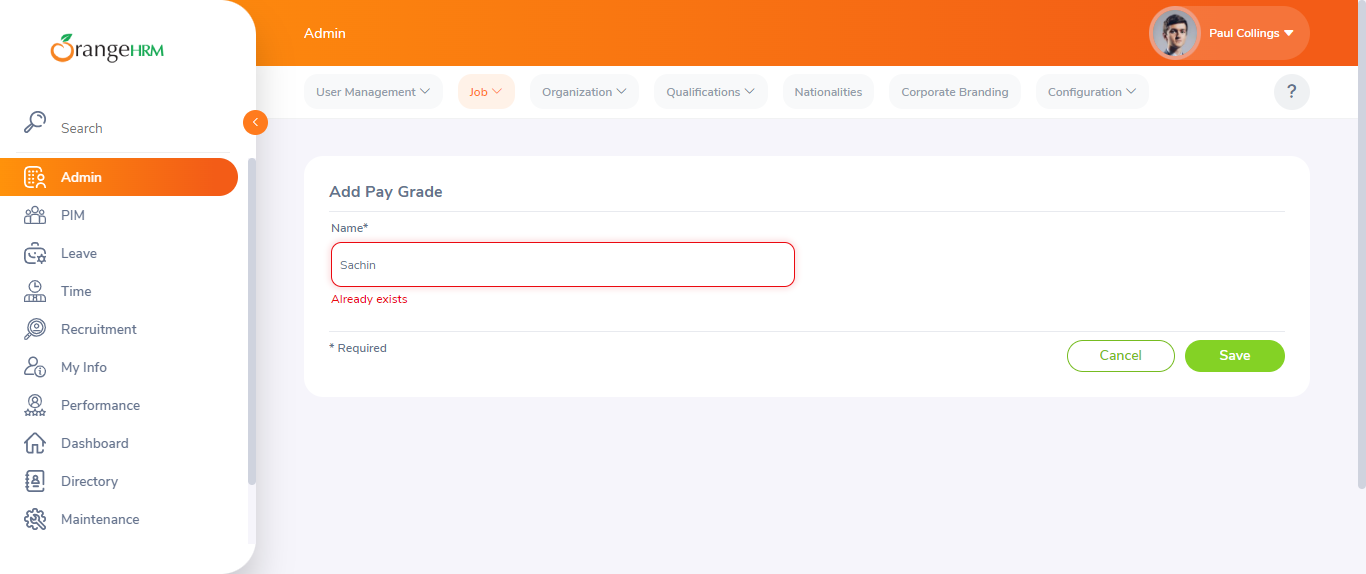 OrangeHRM
Admin
Paul Collings
User Management
Job
Organization
Qualifications
Nationalities
Corporate Branding
Configuration
?
Search
Admin
PIM
Leave
Time
Recruitment
My Info
Performance
Dashboard
Directory
Maintenance
Add Pay Grade
Name*
Sachin
Already exists
* Required
Cancel
Save